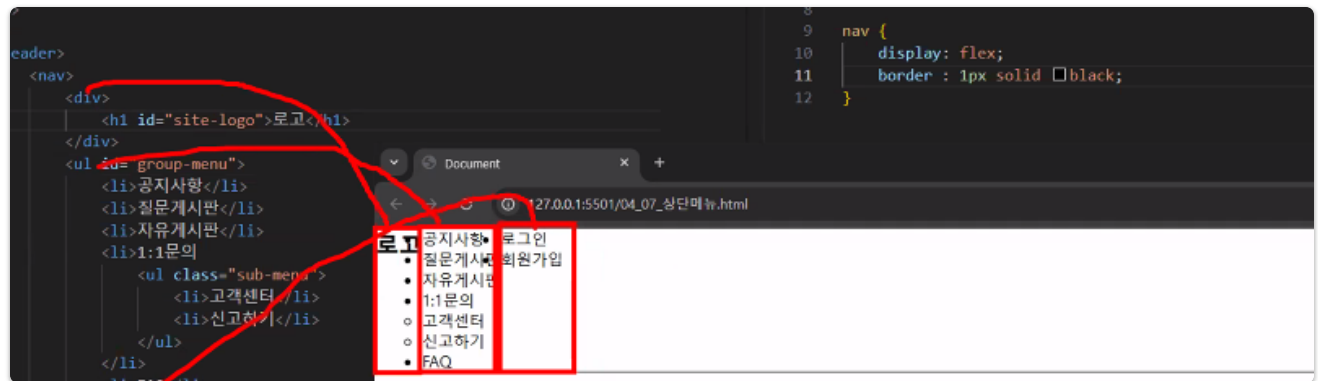 eader>
<nav>
<div>
<h1 id="site-logo">로고</h1>
</div>
<ul id="group-menu">
<li>공지사항</li>
<li>질문게시판</li>
<li>자유게시판</li>
<li>1:1문의
<ul class="sub-menu">
<li>고객센터</li>
<li>신고하기</li>
</ul>
</li>
8
9 nav {
10 display: flex;
11 border : 1px solid black;
12 }
Document
127.0.0.1:5501/04_07_상단메뉴.html
로고
공지사항
질문게시판
자유게시판
1:1문의
고객센터
신고하기
FAQ
로그인
회원가입